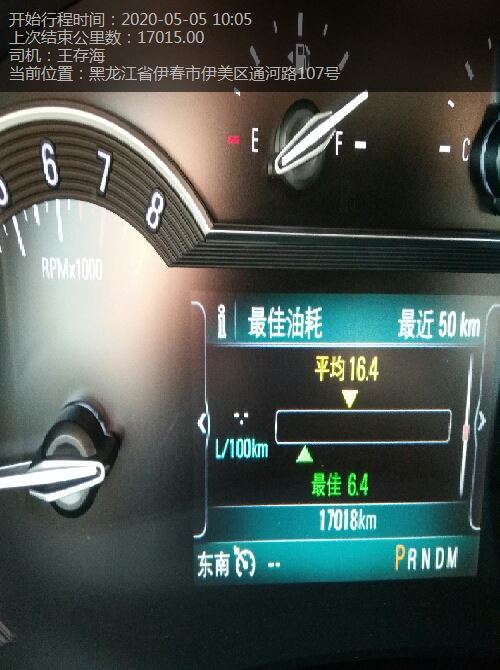 开始行程时间：2020-05-05 10:05
上次结束公里数：17015.00
司机：王存海
当前位置：黑龙江省伊春市伊美区通河路107号
E F C
6 7 8
RPMx1000
i 最佳油耗 最近 50 km
平均 16.4
-.--
L/100km
最佳 6.4
17018km
东南 -- PRNDM